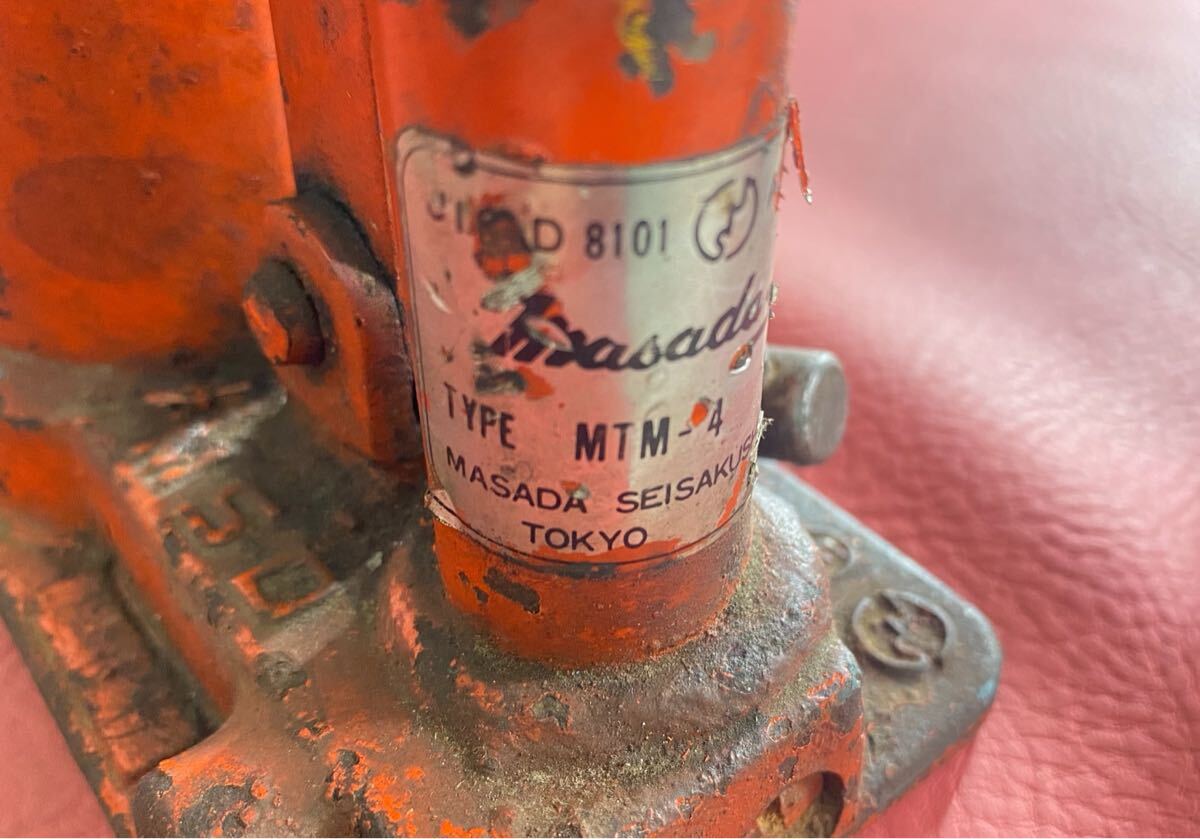 D 8101
Masada
TYPE MTM-4
MASADA SEISAKUS
TOKYO